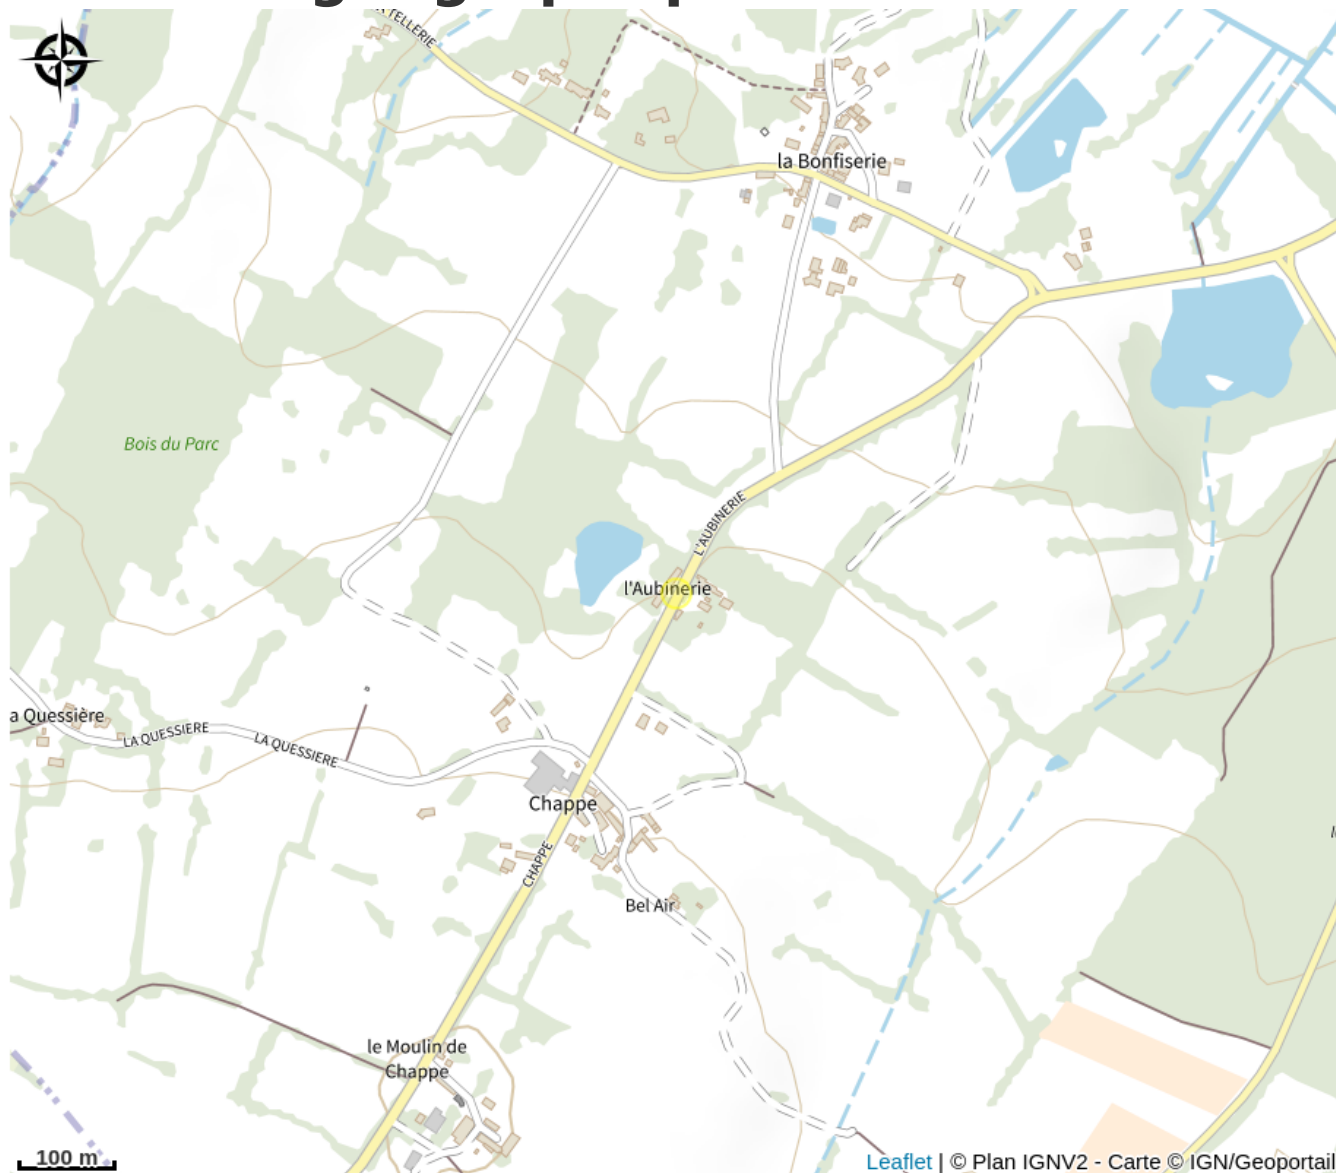 TELLERIE
la Bonfiserie
Bois du Parc
L'AUBINERIE
l'Aubinerie
a Quessière
LA QUESSIERE
LA QUESSIERE
Chappe
CHAPPE
Bel Air
le Moulin de
Chappe
100 m
Leaflet | © Plan IGNV2 - Carte © IGN/Geoportail